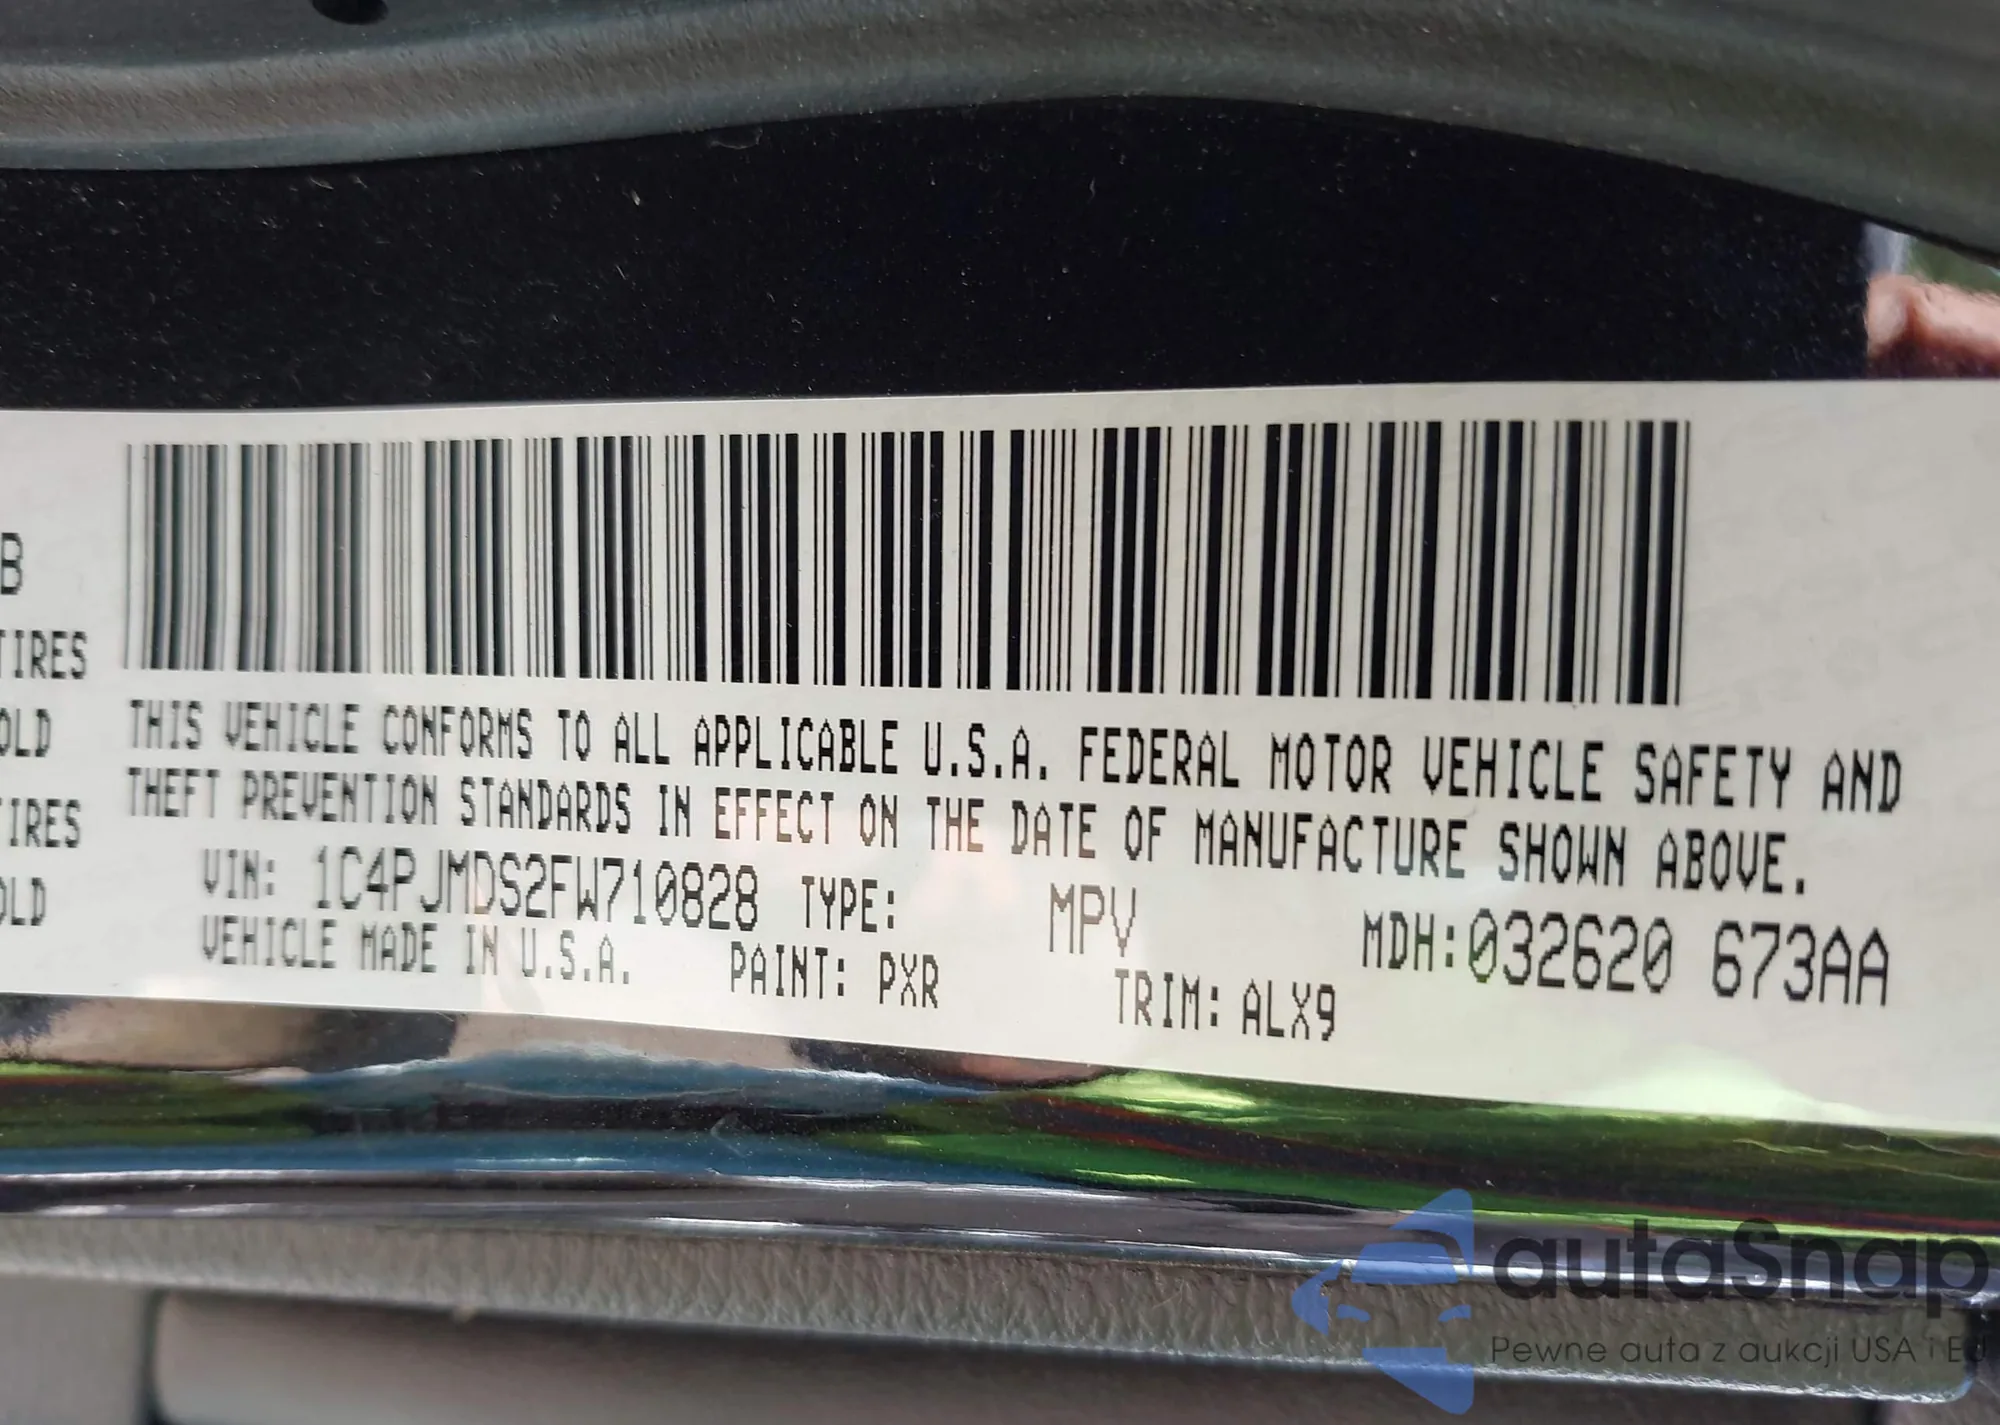 B
TIRES
OLD
TIRES
OLD
THIS VEHICLE CONFORMS TO ALL APPLICABLE U.S.A. FEDERAL MOTOR VEHICLE SAFETY AND
THEFT PREVENTION STANDARDS IN EFFECT ON THE DATE OF MANUFACTURE SHOWN ABOVE.
VIN: 1C4PJMDS2FW710828 TYPE: MPV MDH:032620 673AA
VEHICLE MADE IN U.S.A. PAINT: PXR TRIM: ALX9
autaSnap
Pewne auta z aukcji USA i EU